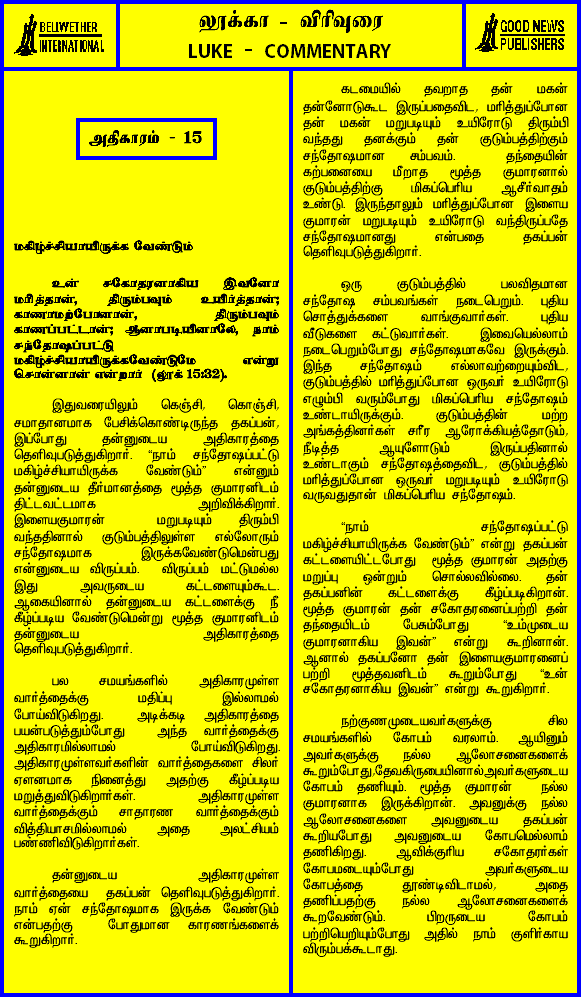 BELIWETHER
INTERNATIONAL
லூக்கா - விரிவுரை
LUKE - COMMENTARY
GOOD NEWS
PUBLISHERS
அதிகாரம் - 15
மகிழ்ச்சியாயிருக்க வேண்டும்
உன் சகோதரனாகிய இவனோ
மரித்தான், திரும்பவும் உயிர்த்தான்;
காணாமற்போனான், திரும்பவும்
காணப்பட்டான்; ஆனபடியினாலே, நாம்
சந்தோஷப்பட்டு
மகிழ்ச்சியாயிருக்கவேண்டுமே என்று
சொன்னான் என்றார் (லூக் 15:32).
இதுவரையிலும் கெஞ்சி, கொஞ்சி,
சமாதானமாக பேசிக்கொண்டிருந்த தகப்பன்,
இப்போது தன்னுடைய அதிகாரத்தை
தெளிவுபடுத்துகிறார். “நாம் சந்தோஷப்பட்டு
மகிழ்ச்சியாயிருக்க வேண்டும்” என்னும்
தன்னுடைய தீர்மானத்தை மூத்த குமாரனிடம்
திட்டவட்டமாக அறிவிக்கிறார்.
இளையகுமாரன் மறுபடியும் திரும்பி
வந்ததினால் குடும்பத்திலுள்ள எல்லோரும்
சந்தோஷமாக இருக்கவேண்டுமென்பது
என்னுடைய விருப்பம். விருப்பம் மட்டுமல்ல
இது அவருடைய கட்டளையும்கூட.
ஆகையினால் தன்னுடைய கட்டளைக்கு நீ
கீழ்ப்படிய வேண்டுமென்று மூத்த குமாரனிடம்
தன்னுடைய அதிகாரத்தை
தெளிவுபடுத்துகிறார்.
பல சமயங்களில் அதிகாரமுள்ள
வார்த்தைக்கு மதிப்பு இல்லாமல்
போய்விடுகிறது. அடிக்கடி அதிகாரத்தை
பயன்படுத்தும்போது அந்த வார்த்தைக்கு
அதிகாரமில்லாமல் போய்விடுகிறது.
அதிகாரமுள்ளவர்களின் வார்த்தைகளை சிலர்
ஏளனமாக நினைத்து அதற்கு கீழ்ப்படிய
மறுத்துவிடுகிறார்கள். அதிகாரமுள்ள
வார்த்தைக்கும் சாதாரண வார்த்தைக்கும்
வித்தியாசமில்லாமல் அதை அலட்சியம்
பண்ணிவிடுகிறார்கள்.
தன்னுடைய அதிகாரமுள்ள
வார்த்தையை தகப்பன் தெளிவுபடுத்துகிறார்.
நாம் ஏன் சந்தோஷமாக இருக்க வேண்டும்
என்பதற்கு போதுமான காரணங்களைக்
கூறுகிறார்.
கடமையில் தவறாத தன் மகன்
தன்னோடுகூட இருப்பதைவிட, மரித்துப்போன
தன் மகன் மறுபடியும் உயிரோடு திரும்பி
வந்தது தனக்கும் தன் குடும்பத்திற்கும்
சந்தோஷமான சம்பவம். தந்தையின்
கற்பனையை மீறாத மூத்த குமாரனால்
குடும்பத்திற்கு மிகப்பெரிய ஆசீர்வாதம்
உண்டு. இருந்தாலும் மரித்துப்போன இளைய
குமாரன் மறுபடியும் உயிரோடு வந்திருப்பதே
சந்தோஷமானது என்பதை தகப்பன்
தெளிவுபடுத்துகிறார்.
ஒரு குடும்பத்தில் பலவிதமான
சந்தோஷ சம்பவங்கள் நடைபெறும். புதிய
சொத்துக்களை வாங்குவார்கள். புதிய
வீடுகளை கட்டுவார்கள். இவையெல்லாம்
நடைபெறும்போது சந்தோஷமாகவே இருக்கும்.
இந்த சந்தோஷம் எல்லாவற்றையும்விட,
குடும்பத்தில் மரித்துப்போன ஒருவர் உயிரோடு
எழும்பி வரும்போது மிகப்பெரிய சந்தோஷம்
உண்டாயிருக்கும். குடும்பத்தின் மற்ற
அங்கத்தினர்கள் சரீர ஆரோக்கியத்தோடும்,
நீடித்த ஆயுளோடும் இருப்பதினால்
உண்டாகும் சந்தோஷத்தைவிட, குடும்பத்தில்
மரித்துப்போன ஒருவர் மறுபடியும் உயிரோடு
வருவதுதான் மிகப்பெரிய சந்தோஷம்.
“நாம் சந்தோஷப்பட்டு
மகிழ்ச்சியாயிருக்க வேண்டும்” என்று தகப்பன்
கட்டளையிட்டபோது மூத்த குமாரன் அதற்கு
மறுப்பு ஒன்றும் சொல்லவில்லை. தன்
தகப்பனின் கட்டளைக்கு கீழ்ப்படிகிறான்.
மூத்த குமாரன் தன் சகோதரனைப்பற்றி தன்
தந்தையிடம் பேசும்போது “உம்முடைய
குமாரனாகிய இவன்” என்று கூறினான்.
ஆனால் தகப்பனோ தன் இளையகுமாரனைப்
பற்றி மூத்தவனிடம் கூறும்போது “உன்
சகோதரனாகிய இவன்” என்று கூறுகிறார்.
நற்குணமுடையவர்களுக்கு சில
சமயங்களில் கோபம் வரலாம். ஆயினும்
அவர்களுக்கு நல்ல ஆலோசனைகளைக்
கூறும்போது,தேவகிருபையினால்அவர்களுடைய
கோபம் தணியும். மூத்த குமாரன் நல்ல
குமாரனாக இருக்கிறான். அவனுக்கு நல்ல
ஆலோசனைகளை அவனுடைய தகப்பன்
கூறியபோது அவனுடைய கோபமெல்லாம்
தணிகிறது. ஆவிக்குரிய சகோதரர்கள்
கோபமடையும்போது அவர்களுடைய
கோபத்தை தூண்டிவிடாமல், அதை
தணிப்பதற்கு நல்ல ஆலோசனைகளைக்
கூறவேண்டும். பிறருடைய கோபம்
பற்றியெறியும்போது அதில் நாம் குளிர்காய
விரும்பக்கூடாது.